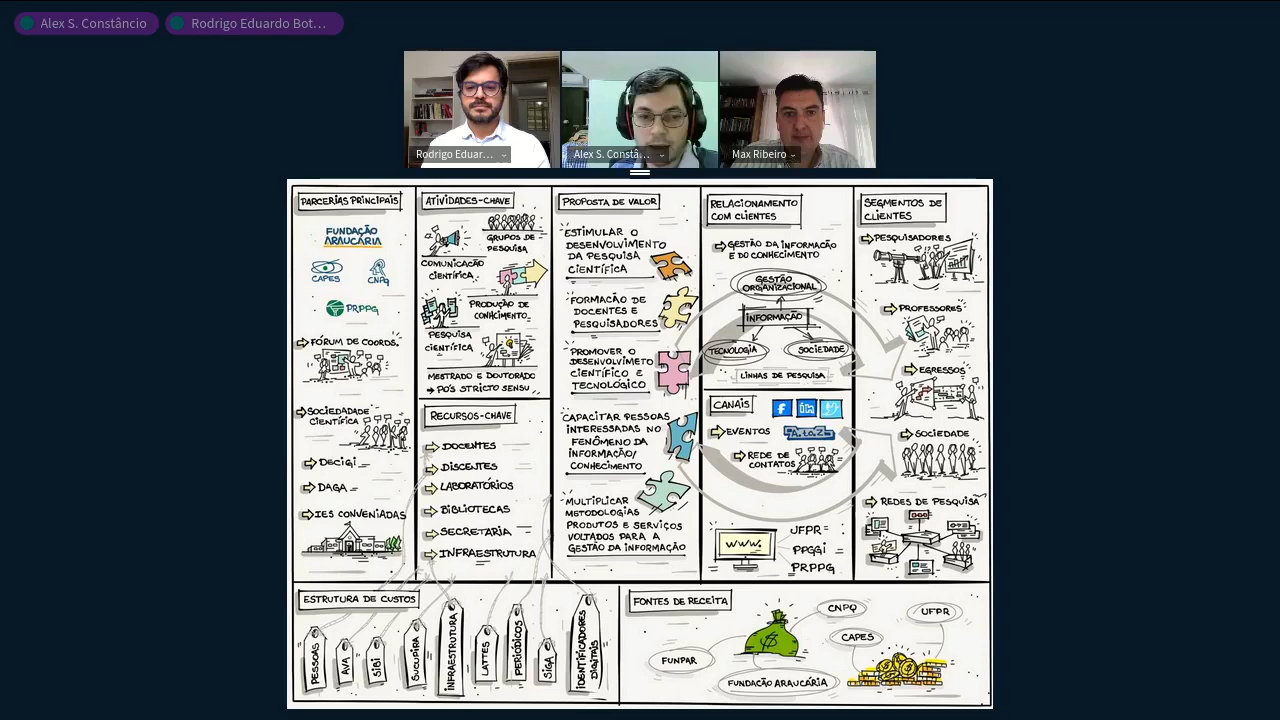 Alex S. Constâncio
Rodrigo Eduardo Bot...
Rodrigo Eduar...
Alex S. Constâ...
Max Ribeiro
PARCERIAS PRINCIPAIS
FUNDAÇÃO
ARAUCÁRIA
CAPES
CNPq
PRPPG
FÓRUM DE COORDS.
SOCIEDADADE
CIENTÍFICA
DECIGI
DAGA
IES CONVENIADAS
ATIVIDADES-CHAVE
GRUPOS DE
PESQUISA
COMUNICAÇÃO
CIENTÍFICA
PRODUÇÃO DE
CONHCIMENTO
PESQUISA
CIENTÍFICA
MESTRADO E DOUTORADO
PÓS STRICTO SENSU
RECURSOS-CHAVE
DOCENTES
DISCENTES
LABORATÓRIOS
BIBLIOTECAS
SECRETARIA
INFRAESTRUTURA
PROPOSTA DE VALOR
ESTIMULAR O
DESENVOLVIMENTO
DA PESQUISA
CIENTÍFICA
FORMAÇÃO DE
DOCENTES E
PESQUISADORES
PROMOVER O
DESENVOLVIMETO
CIENTÍFICO E
TECNOLÓGICO
CAPACITAR PESSOAS
INTERESSADAS NO
FENÔMENO DA
INFORMAÇÃO/
CONHECIMENTO
MULTIPLICAR
METODOLOGIAS
PRODUTOS E SERVIÇOS
VOLTADOS PARA A
GESTÃO DA INFORMAÇÃO
RELACIONAMENTO
COM CLIENTES
GESTÃO DA INFORMAÇÃO
E DO CONHECIMENTO
GESTÃO
ORGANIZACIONAL
INFORMAÇÃO
TECNOLOGIA
SOCIEDADE
LINHAS DE PESQUISA
CANAIS
f
in
EVENTOS
A.to.Z
REDE DE
CONTATOS
WWW.
UFPR
PPGGI
PRPPG
SEGMENTOS DE
CLIENTES
PESQUISADORES
PROFESSORES
EGRESSOS
SOCIEDADE
REDES DE PESQUISA
ESTRUTURA DE CUSTOS
PESSOAS
AVA
SIBI
SUCUPIRA
INFRAESTRUTURA
LATTES
PERIÓDICOS
SIGA
IDENTIFICADORES
DIGITAIS
FONTES DE RECEITA
FUNPAR
$
CNPQ
CAPES
UFPR
FUNDAÇÃO ARAUCÁRIA